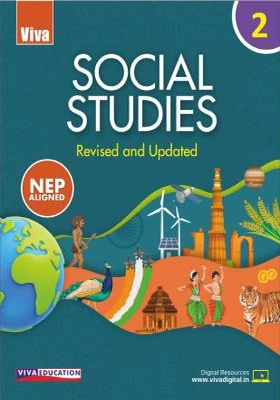 Viva
2
SOCIAL
STUDIES
Revised and Updated
NEP
ALIGNED
VIVA EDUCATION
Digital Resources
www.vivadigital.in